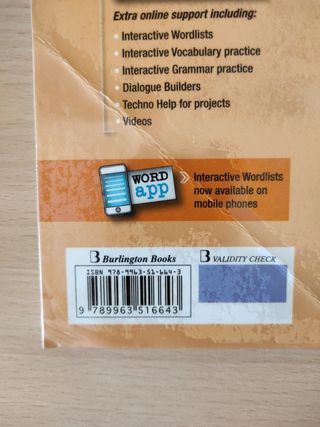 Extra online support including:
• Interactive Wordlists
• Interactive Vocabulary practice
• Interactive Grammar practice
• Dialogue Builders
• Techno Help for projects
• Videos
WORD
app
Interactive Wordlists
now available on
mobile phones
B Burlington Books
B VALIDITY CHECK
ISBN 978-9963-51-664-3
9 789963 516643